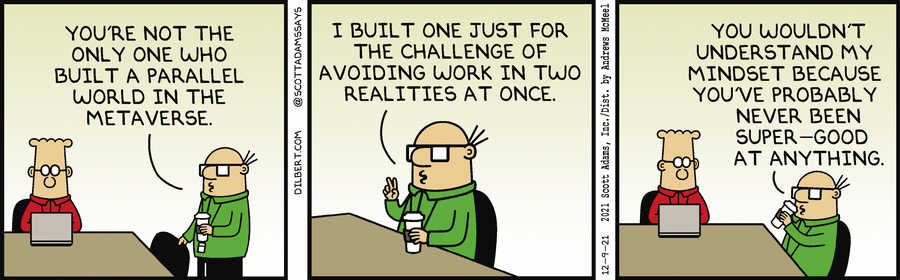 YOU'RE NOT THE
ONLY ONE WHO
BUILT A PARALLEL
WORLD IN THE
METAVERSE.
DILBERT.COM @SCOTTADAMSSAYS
I BUILT ONE JUST FOR
THE CHALLENGE OF
AVOIDING WORK IN TWO
REALITIES AT ONCE.
12-9-21 2021 Scott Adams, Inc./Dist. by Andrews McMeel
YOU WOULDN'T
UNDERSTAND MY
MINDSET BECAUSE
YOU'VE PROBABLY
NEVER BEEN
SUPER-GOOD
AT ANYTHING.